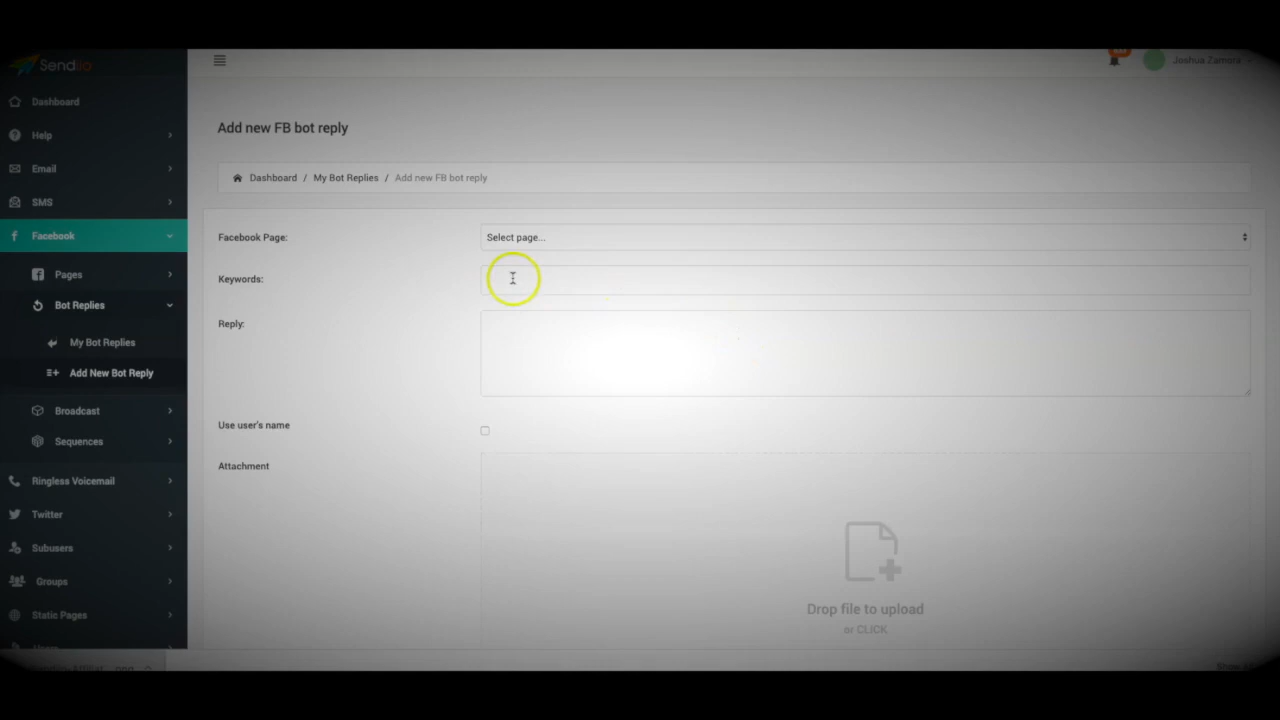 Sendiio
Joshua Zamora
Dashboard
Help
Email
SMS
Facebook
Pages
Bot Replies
My Bot Replies
Add New Bot Reply
Broadcast
Sequences
Ringless Voicemail
Twitter
Subusers
Groups
Static Pages
Add new FB bot reply
Dashboard / My Bot Replies / Add new FB bot reply
Facebook Page: Select page...
Keywords:
Reply:
Use user's name
Attachment
Drop file to upload
or CLICK